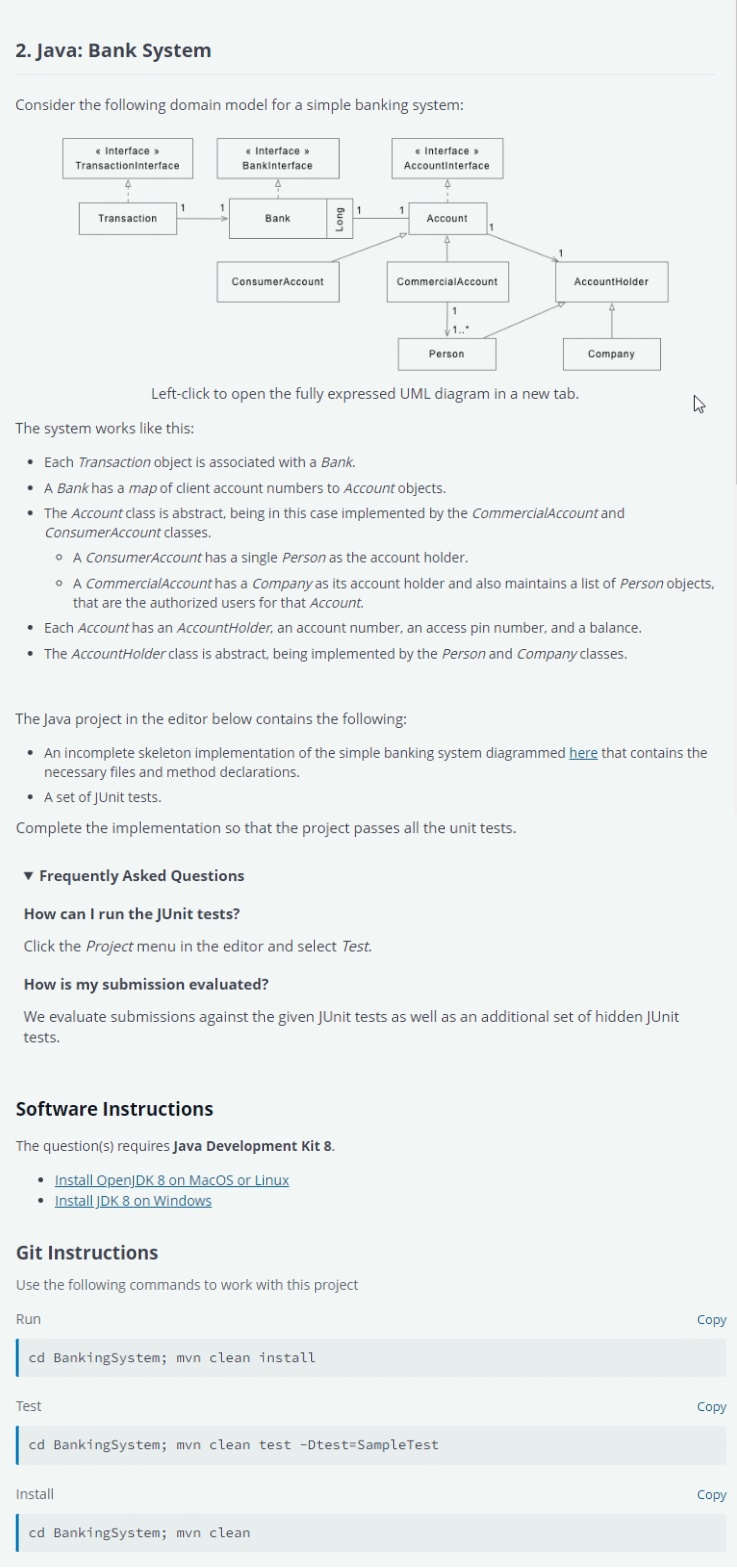 2. Java: Bank System
Consider the following domain model for a simple banking system:
« Interface »
TransactionInterface
« Interface »
BankInterface
« Interface »
AccountInterface
Transaction
1
1
Bank
Long
1
1
Account
1
1
ConsumerAccount
CommercialAccount
AccountHolder
1
1..*
Person
Company
Left-click to open the fully expressed UML diagram in a new tab.
The system works like this:
• Each Transaction object is associated with a Bank.
• A Bank has a map of client account numbers to Account objects.
• The Account class is abstract, being in this case implemented by the CommercialAccount and
ConsumerAccount classes.
◦ A ConsumerAccount has a single Person as the account holder.
◦ A CommercialAccount has a Company as its account holder and also maintains a list of Person objects,
that are the authorized users for that Account.
• Each Account has an AccountHolder, an account number, an access pin number, and a balance.
• The AccountHolder class is abstract, being implemented by the Person and Company classes.
The Java project in the editor below contains the following:
• An incomplete skeleton implementation of the simple banking system diagrammed here that contains the
necessary files and method declarations.
• A set of JUnit tests.
Complete the implementation so that the project passes all the unit tests.
▼ Frequently Asked Questions
How can I run the JUnit tests?
Click the Project menu in the editor and select Test.
How is my submission evaluated?
We evaluate submissions against the given JUnit tests as well as an additional set of hidden JUnit
tests.
Software Instructions
The question(s) requires Java Development Kit 8.
• Install OpenJDK 8 on MacOS or Linux
• Install JDK 8 on Windows
Git Instructions
Use the following commands to work with this project
Run
Copy
cd BankingSystem; mvn clean install
Test
Copy
cd BankingSystem; mvn clean test -Dtest=SampleTest
Install
Copy
cd BankingSystem; mvn clean